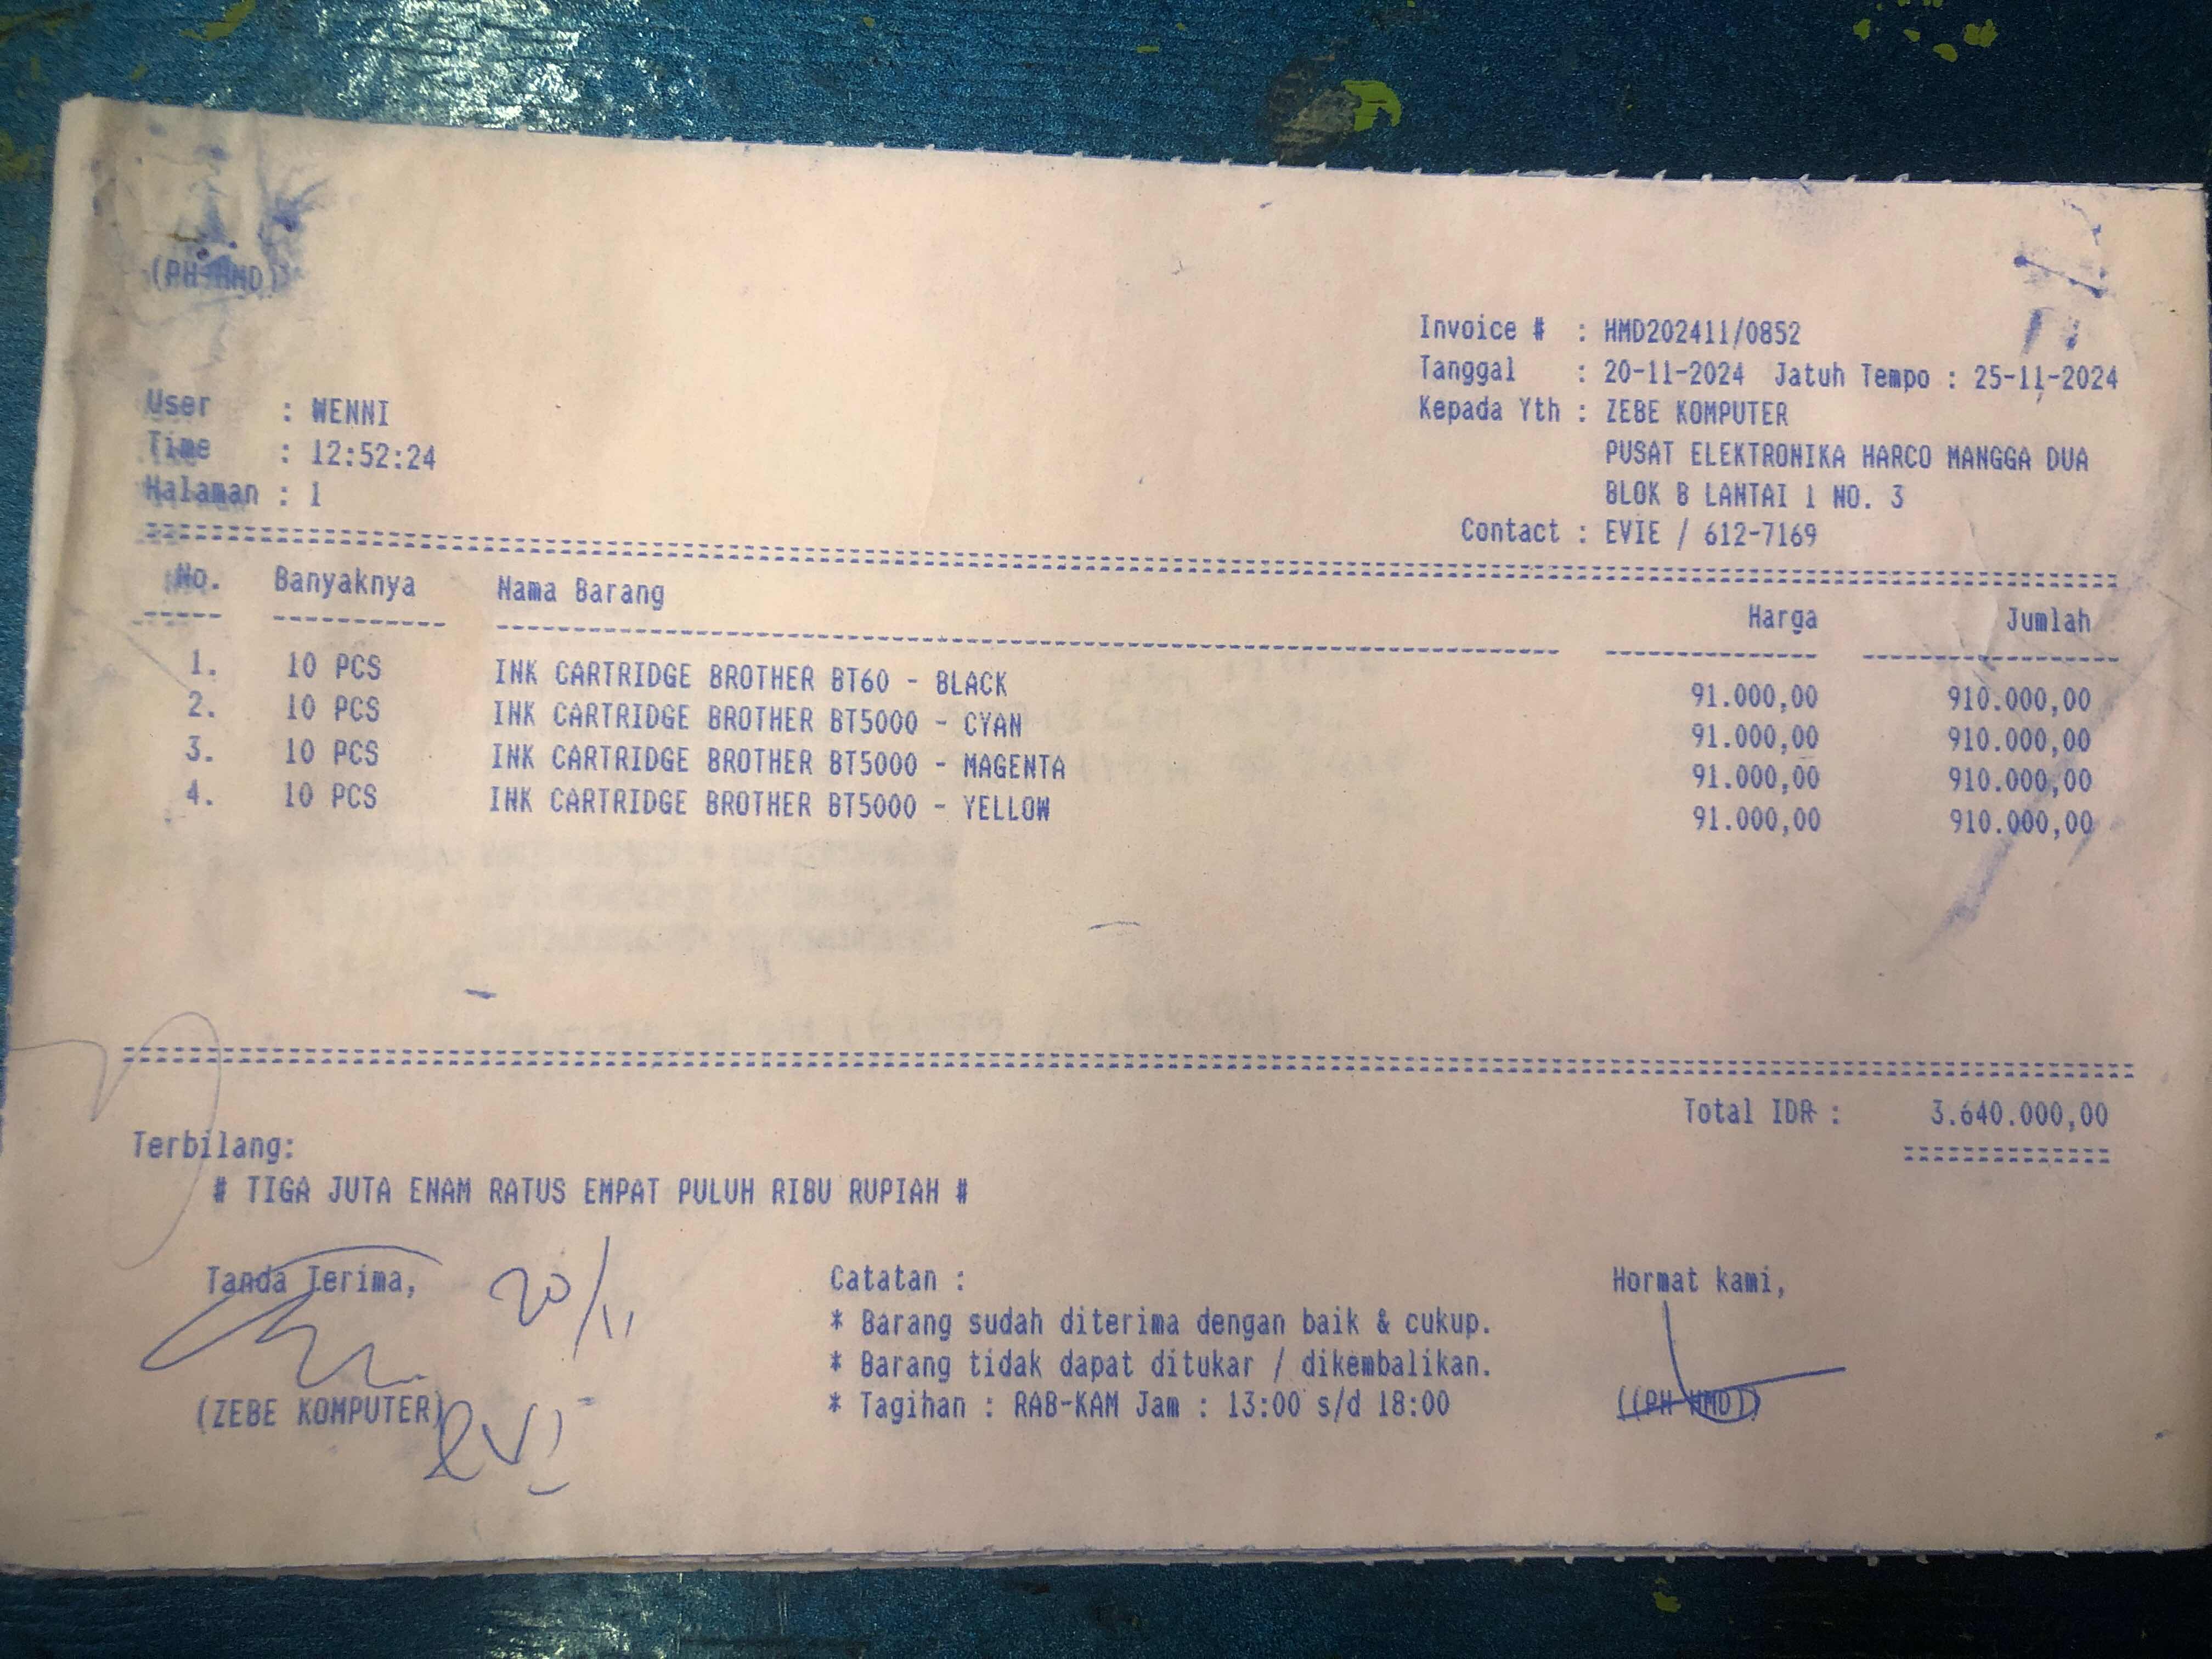 (PH HMD)
Invoice # : HMD202411/0852
Tanggal : 20-11-2024 Jatuh Tempo : 25-11-2024
Kepada Yth : ZEBE KOMPUTER
PUSAT ELEKTRONIKA HARCO MANGGA DUA
BLOK B LANTAI 1 NO. 3
Contact : EVIE / 612-7169
User : WENNI
Time : 12:52:24
Halaman : 1
No. Banyaknya Nama Barang Harga Jumlah
1. 10 PCS INK CARTRIDGE BROTHER BT60 - BLACK 91.000,00 910.000,00
2. 10 PCS INK CARTRIDGE BROTHER BT5000 - CYAN 91.000,00 910.000,00
3. 10 PCS INK CARTRIDGE BROTHER BT5000 - MAGENTA 91.000,00 910.000,00
4. 10 PCS INK CARTRIDGE BROTHER BT5000 - YELLOW 91.000,00 910.000,00
Total IDR : 3.640.000,00
Terbilang:
# TIGA JUTA ENAM RATUS EMPAT PULUH RIBU RUPIAH #
Tanda Terima, 20/11
(ZEBE KOMPUTER) evi
Catatan :
* Barang sudah diterima dengan baik & cukup.
* Barang tidak dapat ditukar / dikembalikan.
* Tagihan : RAB-KAM Jam : 13:00 s/d 18:00
Hormat kami,
((PH HMD))